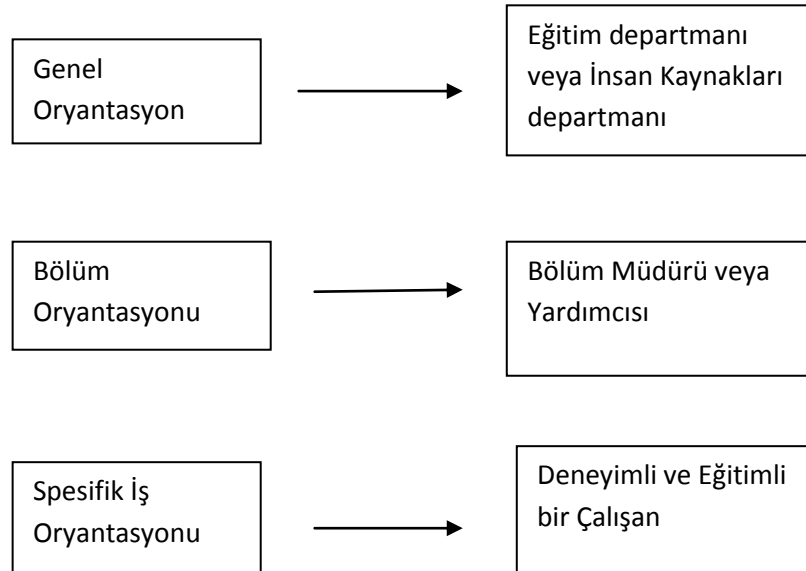 Genel
Oryantasyon
Eğitim departmanı
veya İnsan Kaynakları
departmanı
Bölüm
Oryantasyonu
Bölüm Müdürü veya
Yardımcısı
Spesifik İş
Oryantasyonu
Deneyimli ve Eğitimli
bir Çalışan